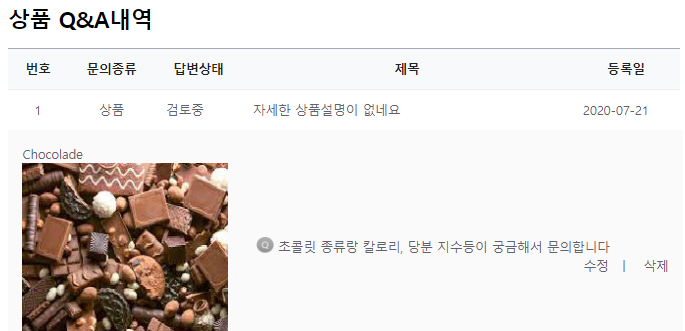 상품 Q&A내역
번호 문의종류 답변상태 제목 등록일
1 상품 검토중 자세한 상품설명이 없네요 2020-07-21
Chocolade
Q 초콜릿 종류랑 칼로리, 당분 지수등이 궁금해서 문의합니다
수정 | 삭제